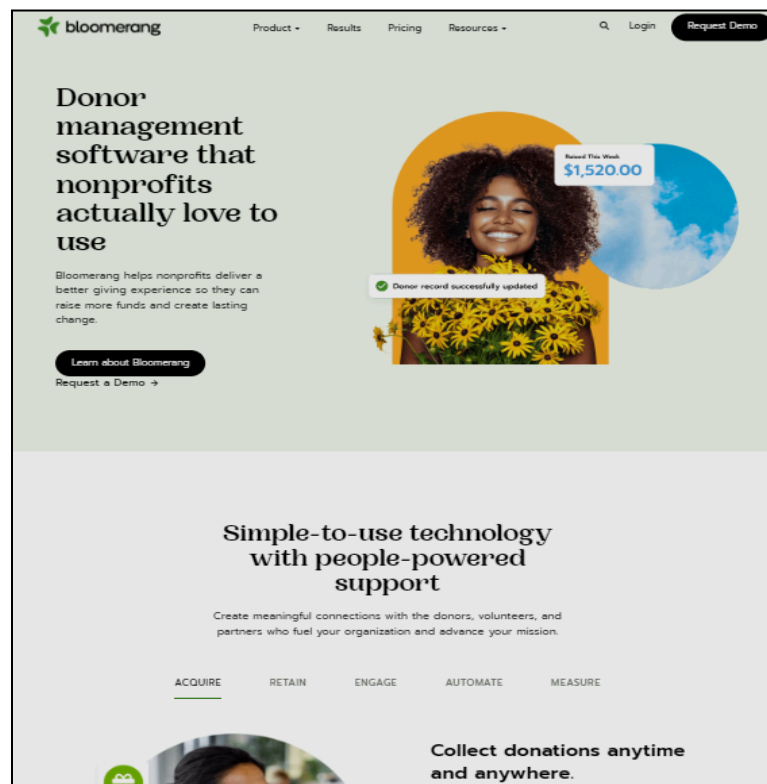 bloomerang
Product
Results
Pricing
Resources
Login
Request Demo
Donor
management
software that
nonprofits
actually love to
use
Bloomerang helps nonprofits deliver a
better giving experience so they can
raise more funds and create lasting
change.
Learn about Bloomerang
Request a Demo →
Raised This Week
$1,520.00
Donor record successfully updated
Simple-to-use technology
with people-powered
support
Create meaningful connections with the donors, volunteers, and
partners who fuel your organization and advance your mission.
ACQUIRE
RETAIN
ENGAGE
AUTOMATE
MEASURE
Collect donations anytime
and anywhere.